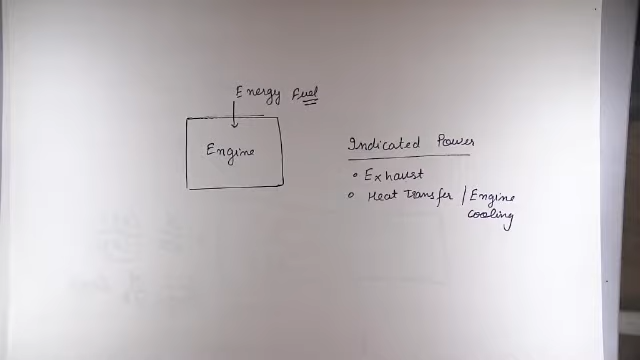 Energy Fuel
Engine
Indicated Power
• Exhaust
• Heat Transfer / Engine
cooling